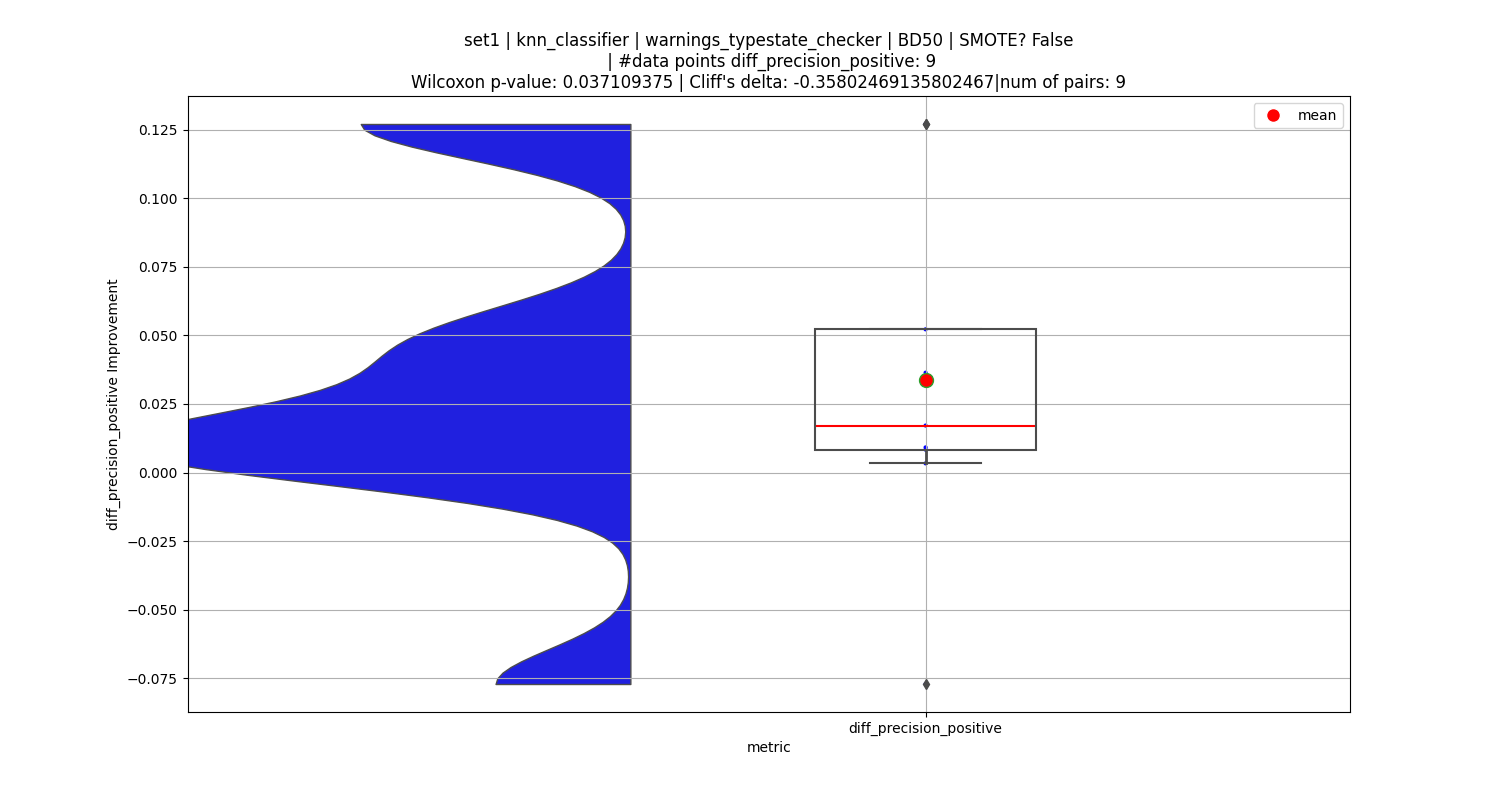 set1 | knn_classifier | warnings_typestate_checker | BD50 | SMOTE? False
| #data points diff_precision_positive: 9
Wilcoxon p-value: 0.037109375 | Cliff's delta: -0.35802469135802467|num of pairs: 9
mean
0.125
0.100
0.075
0.050
0.025
0.000
−0.025
−0.050
−0.075
diff_precision_positive Improvement
diff_precision_positive
metric